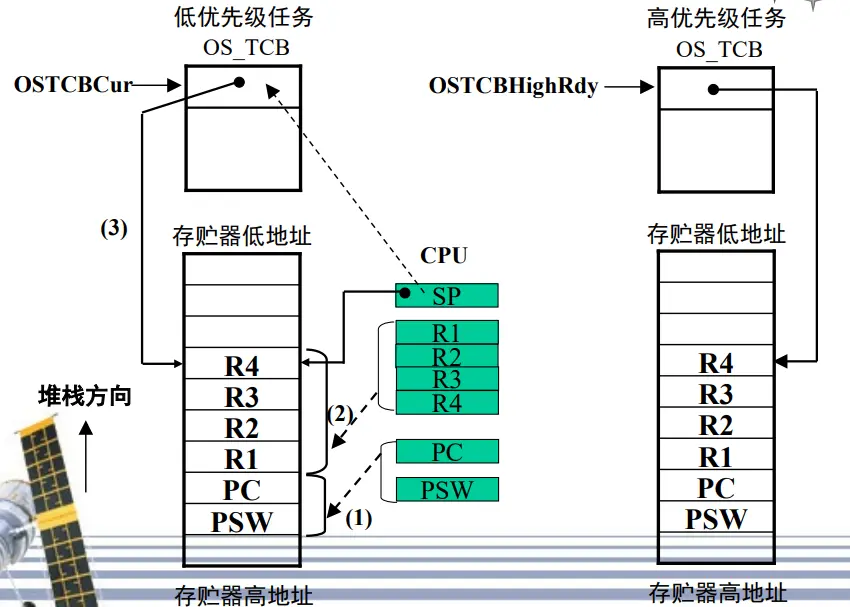 低优先级任务
OS_TCB
OSTCBCur
高优先级任务
OS_TCB
OSTCBHighRdy
(3)
存贮器低地址
CPU
存贮器低地址
SP
R1
R2
R3
R4
PC
PSW
R4
R3
R2
R1
PC
PSW
堆栈方向
(2)
(1)
R4
R3
R2
R1
PC
PSW
存贮器高地址
存贮器高地址